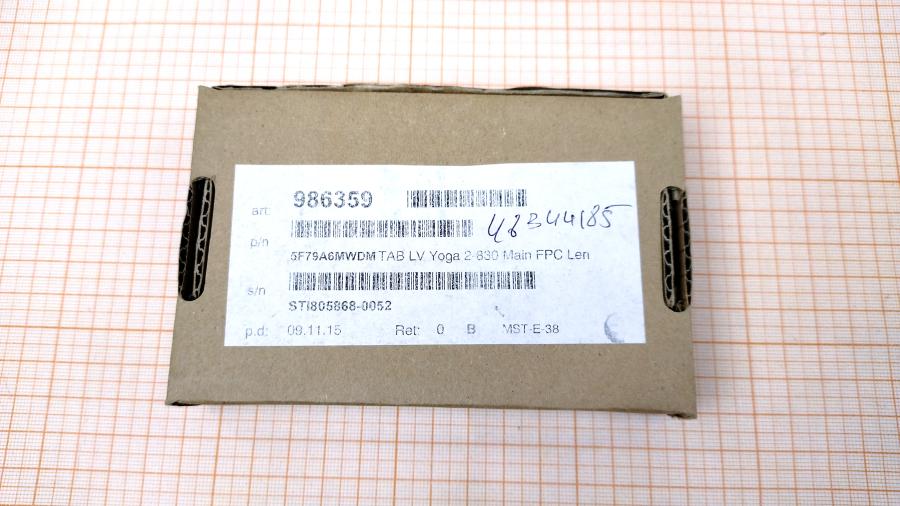 art: 986359
48344185
p/n
5F79A6MWDM TAB LV Yoga 2-830 Main FPC Len
s/n
STI805868-0052
p.d: 09.11.15 Ret: 0 B MST-E-38